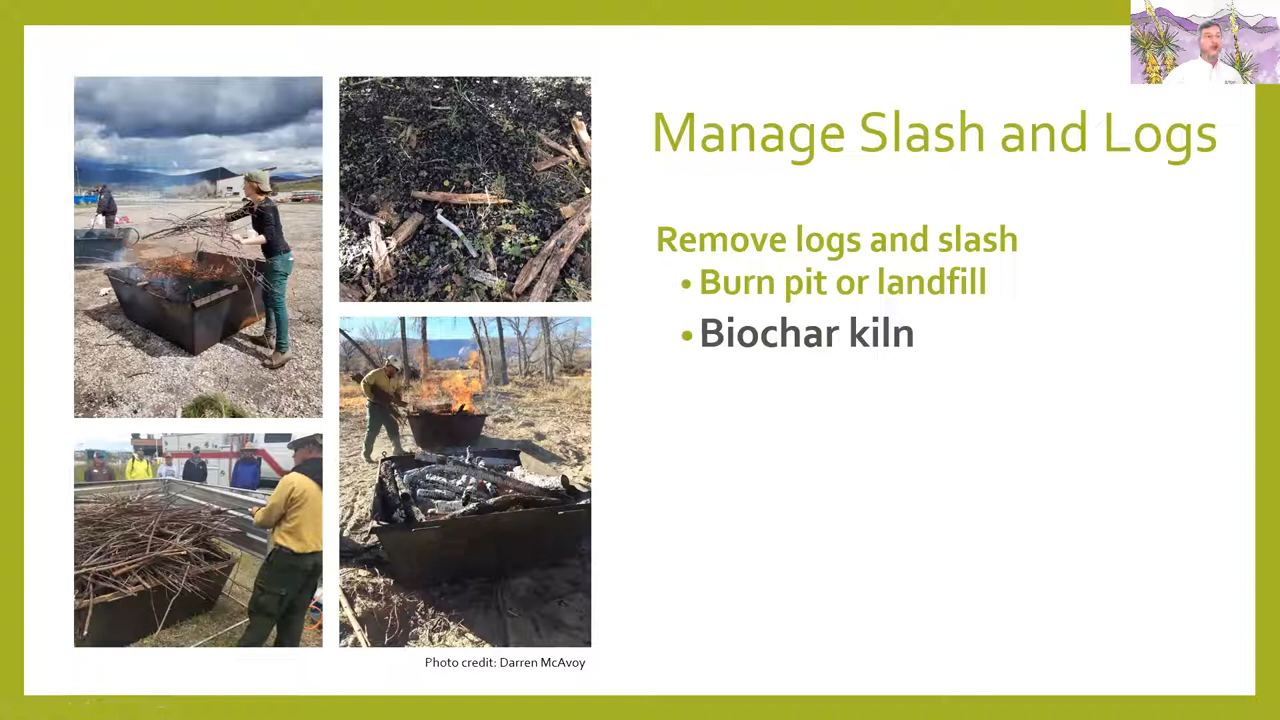 Manage Slash and Logs
Remove logs and slash
• Burn pit or landfill
• Biochar kiln
Photo credit: Darren McAvoy